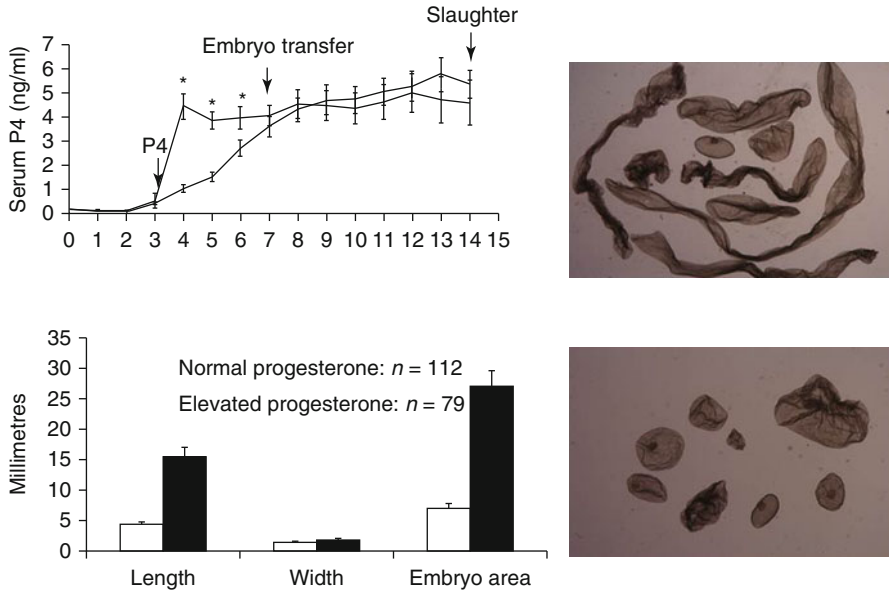 Slaughter
Embryo transfer
Serum P4 (ng/ml)
7
6
5
4
3
2
1
0
P4
*
*
*
0 1 2 3 4 5 6 7 8 9 10 11 12 13 14 15
Millimetres
35
30
25
20
15
10
5
0
Normal progesterone: n = 112
Elevated progesterone: n = 79
Length Width Embryo area